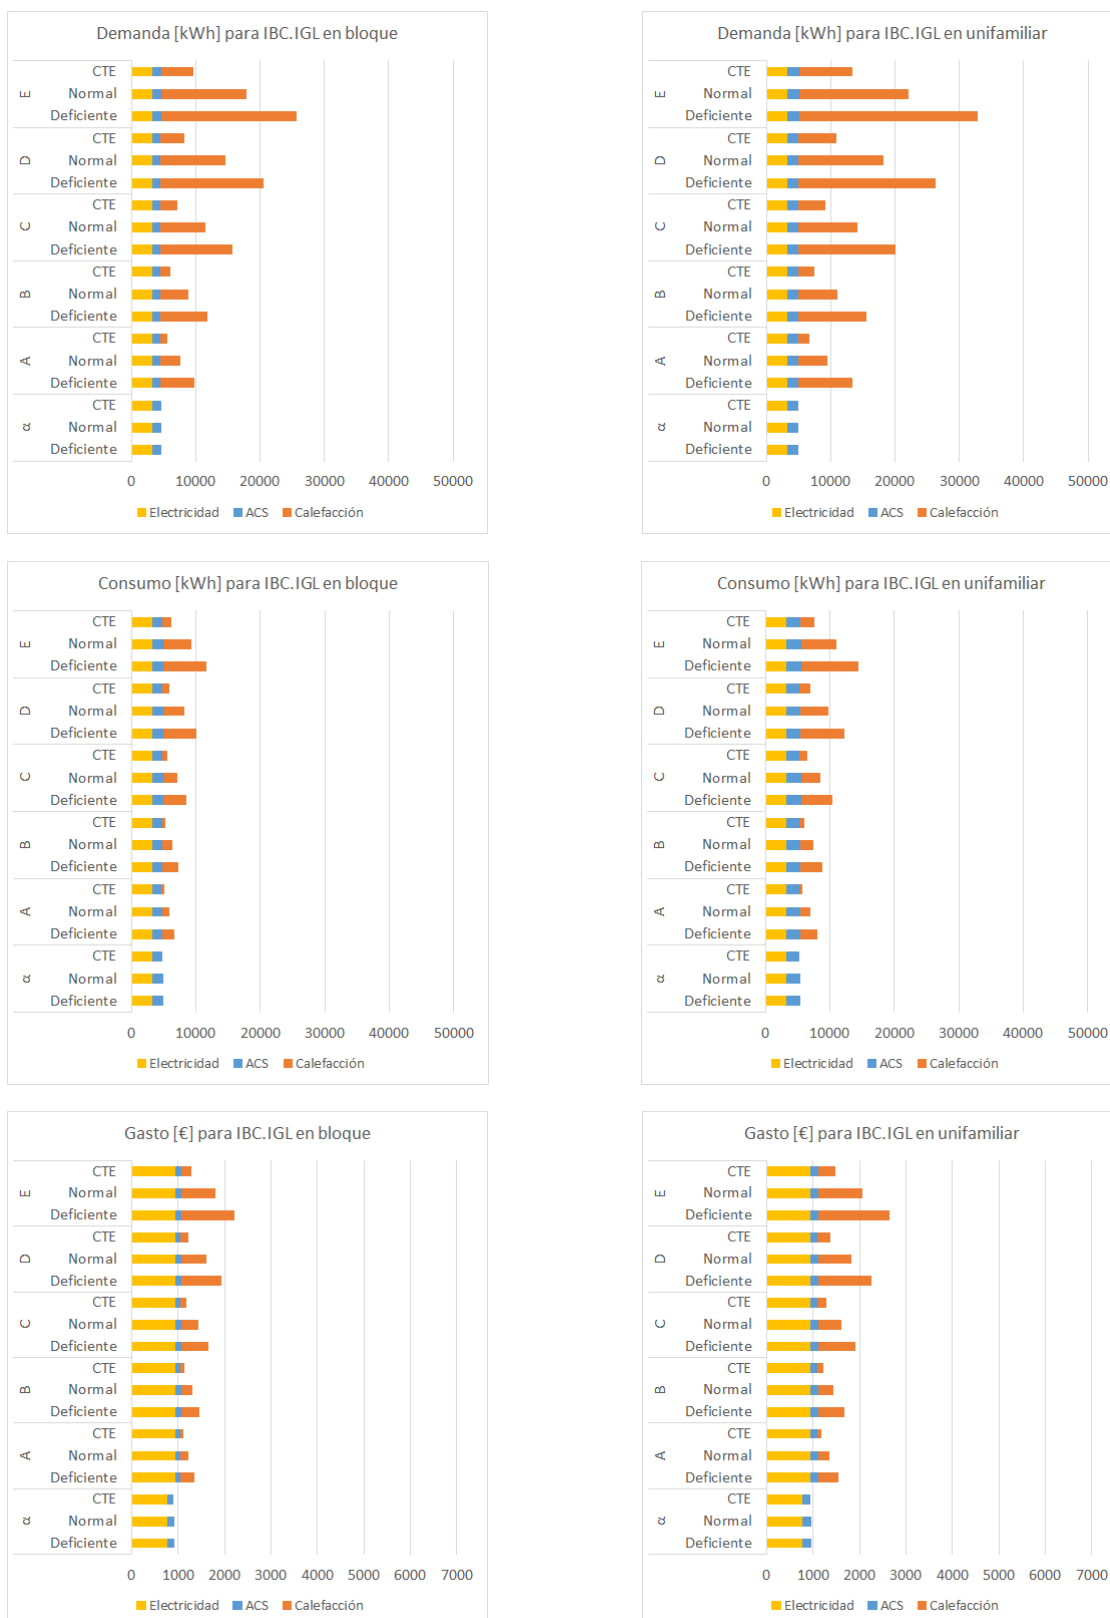 Demanda [kWh] para IBC.IGL en bloque
E
CTE
Normal
Deficiente
D
CTE
Normal
Deficiente
C
CTE
Normal
Deficiente
B
CTE
Normal
Deficiente
A
CTE
Normal
Deficiente
α
CTE
Normal
Deficiente
0 10000 20000 30000 40000 50000
Electricidad ACS Calefacción
Demanda [kWh] para IBC.IGL en unifamiliar
E
CTE
Normal
Deficiente
D
CTE
Normal
Deficiente
C
CTE
Normal
Deficiente
B
CTE
Normal
Deficiente
A
CTE
Normal
Deficiente
α
CTE
Normal
Deficiente
0 10000 20000 30000 40000 50000
Electricidad ACS Calefacción
Consumo [kWh] para IBC.IGL en bloque
E
CTE
Normal
Deficiente
D
CTE
Normal
Deficiente
C
CTE
Normal
Deficiente
B
CTE
Normal
Deficiente
A
CTE
Normal
Deficiente
α
CTE
Normal
Deficiente
0 10000 20000 30000 40000 50000
Electricidad ACS Calefacción
Consumo [kWh] para IBC.IGL en unifamiliar
E
CTE
Normal
Deficiente
D
CTE
Normal
Deficiente
C
CTE
Normal
Deficiente
B
CTE
Normal
Deficiente
A
CTE
Normal
Deficiente
α
CTE
Normal
Deficiente
0 10000 20000 30000 40000 50000
Electricidad ACS Calefacción
Gasto [€] para IBC.IGL en bloque
E
CTE
Normal
Deficiente
D
CTE
Normal
Deficiente
C
CTE
Normal
Deficiente
B
CTE
Normal
Deficiente
A
CTE
Normal
Deficiente
α
CTE
Normal
Deficiente
0 1000 2000 3000 4000 5000 6000 7000
Electricidad ACS Calefacción
Gasto [€] para IBC.IGL en unifamiliar
E
CTE
Normal
Deficiente
D
CTE
Normal
Deficiente
C
CTE
Normal
Deficiente
B
CTE
Normal
Deficiente
A
CTE
Normal
Deficiente
α
CTE
Normal
Deficiente
0 1000 2000 3000 4000 5000 6000 7000
Electricidad ACS Calefacción